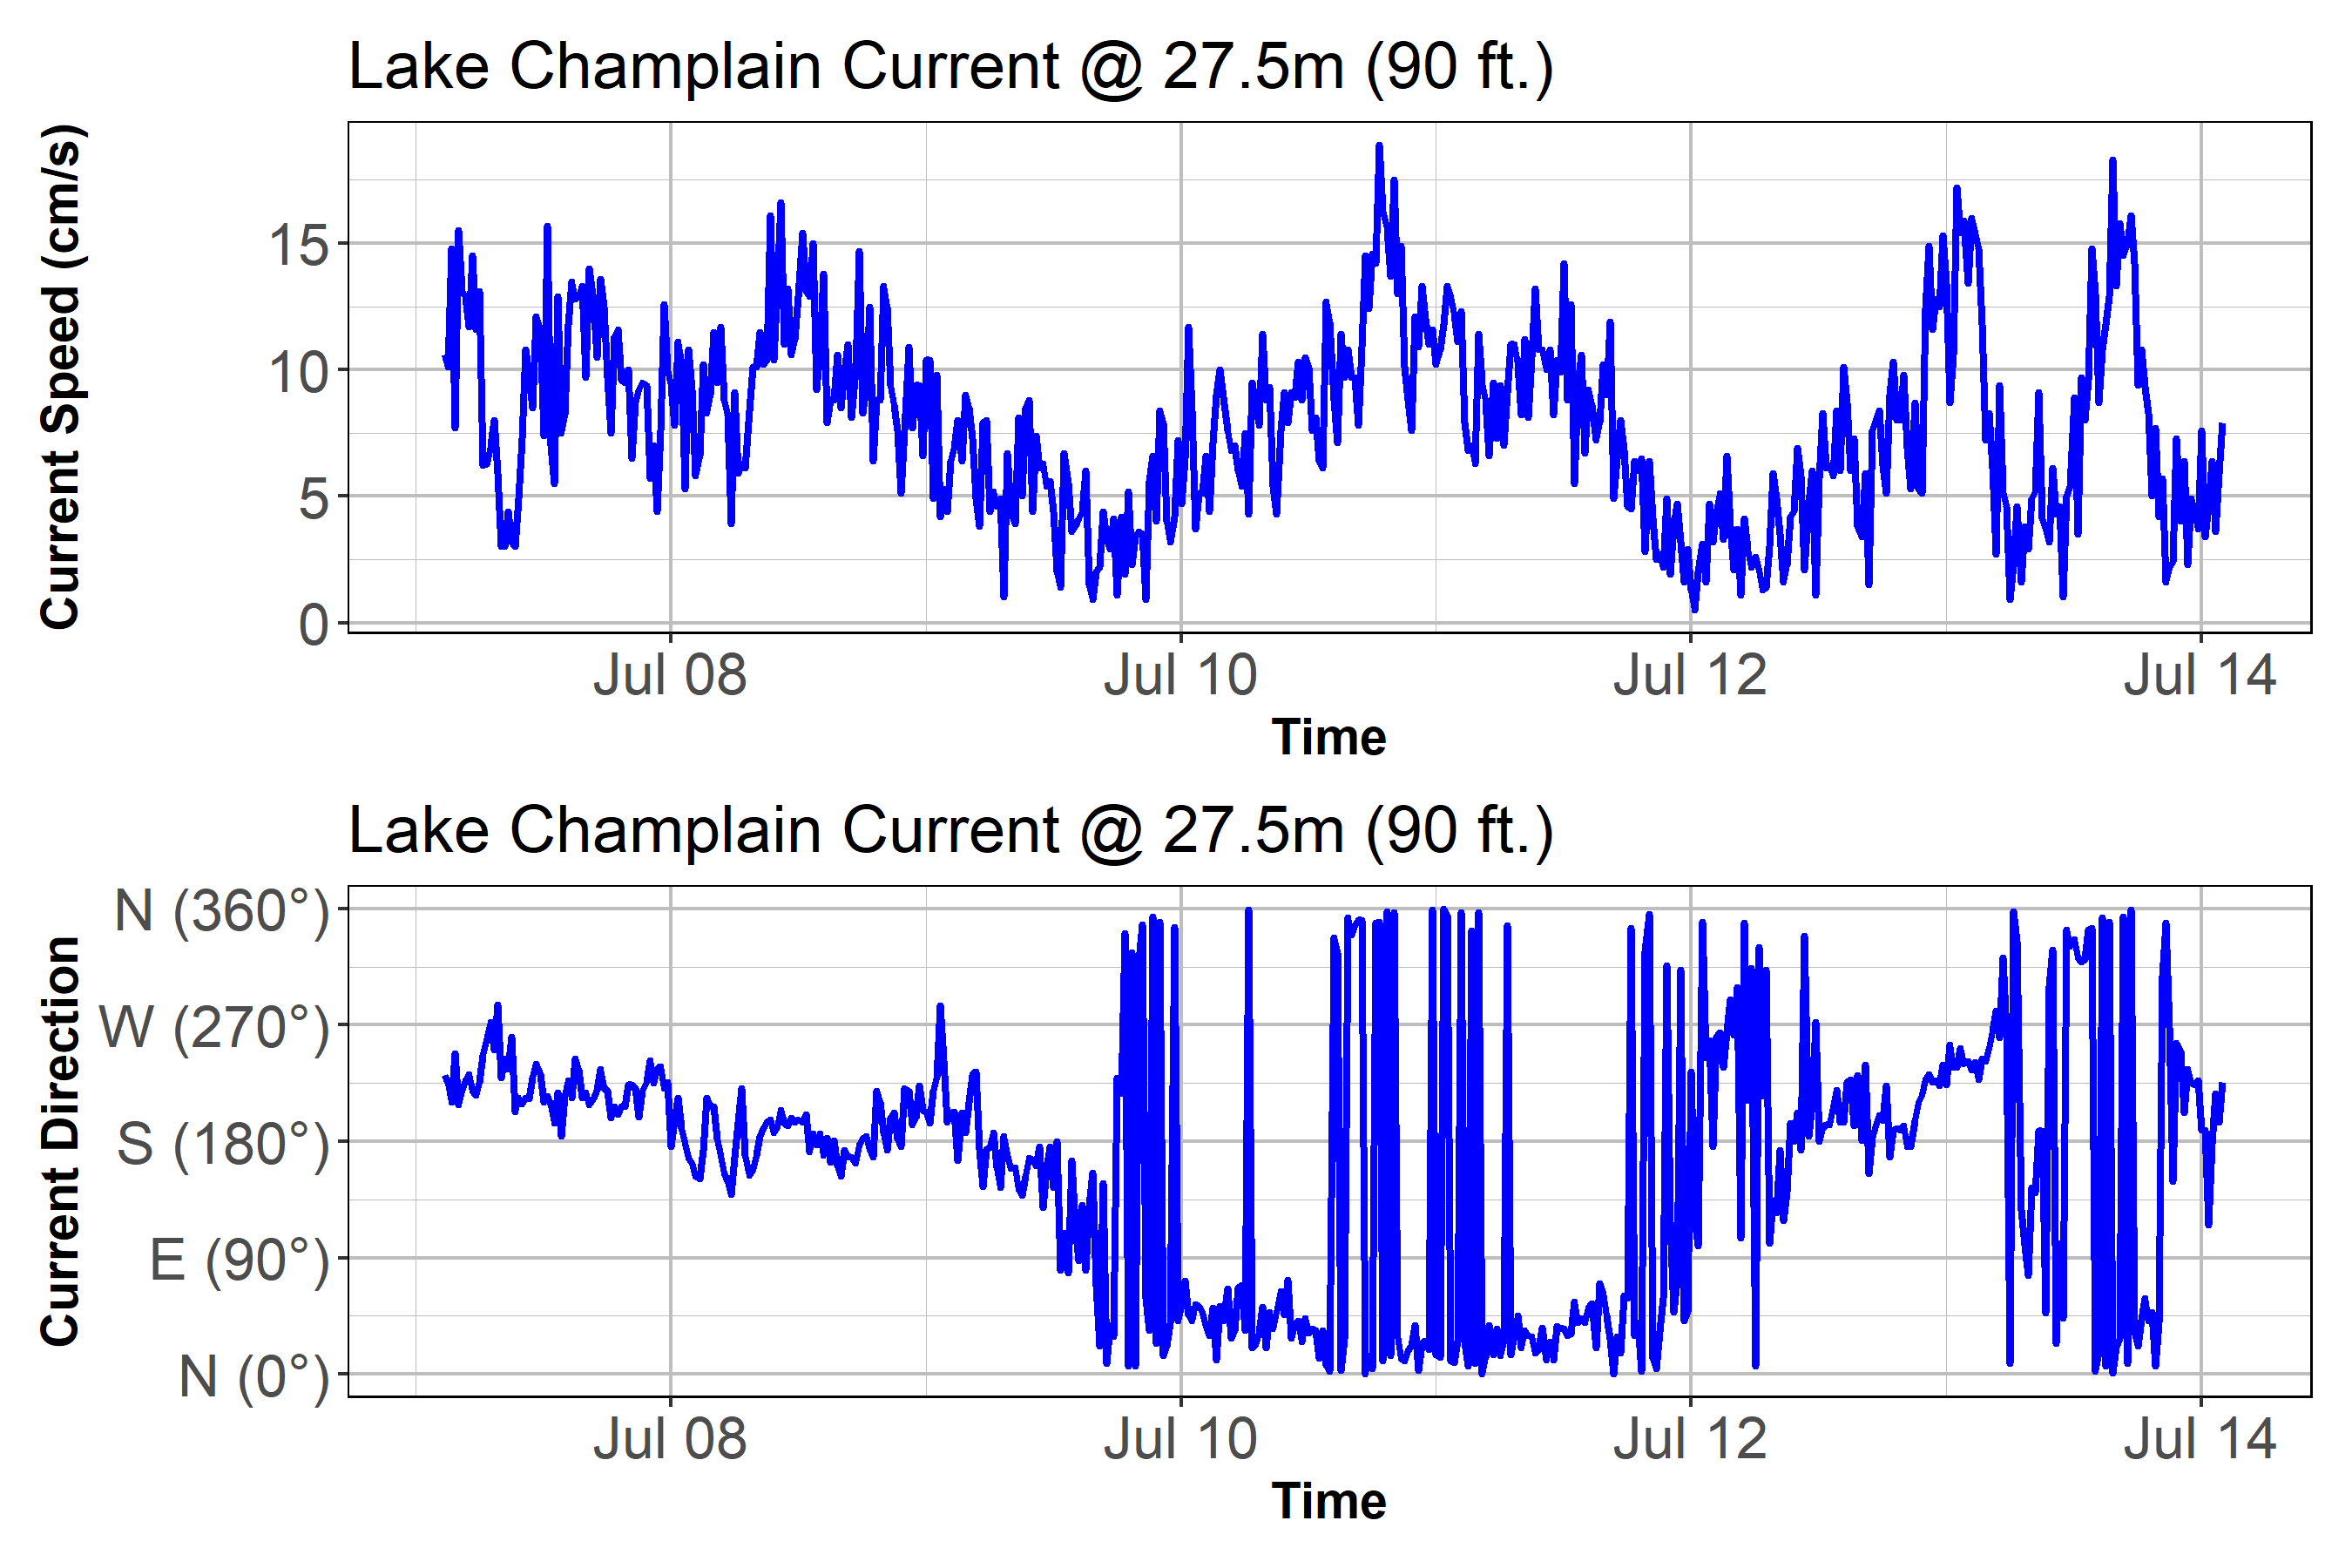 Lake Champlain Current @ 27.5m (90 ft.)
Current Speed (cm/s)
15
10
5
0
Jul 08 Jul 10 Jul 12 Jul 14
Time
Lake Champlain Current @ 27.5m (90 ft.)
Current Direction
N (360°)
W (270°)
S (180°)
E (90°)
N (0°)
Jul 08 Jul 10 Jul 12 Jul 14
Time